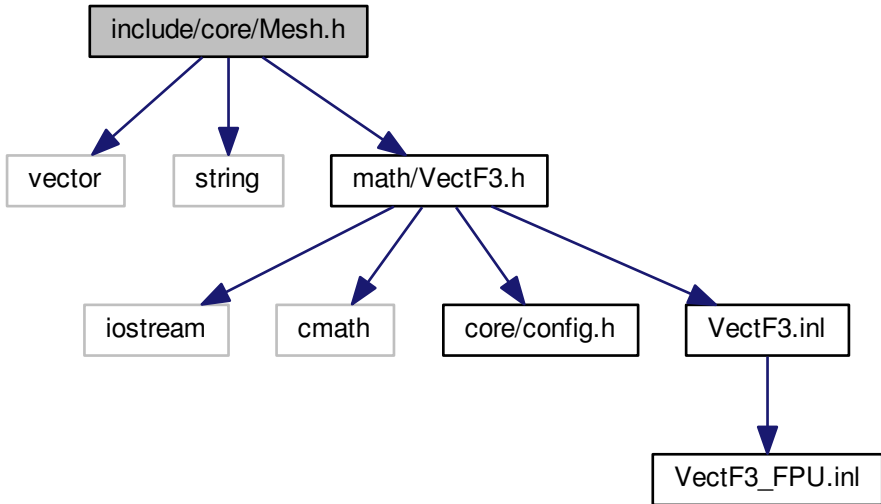 include/core/Mesh.h
vector
string
math/VectF3.h
iostream
cmath
core/config.h
VectF3.inl
VectF3_FPU.inl